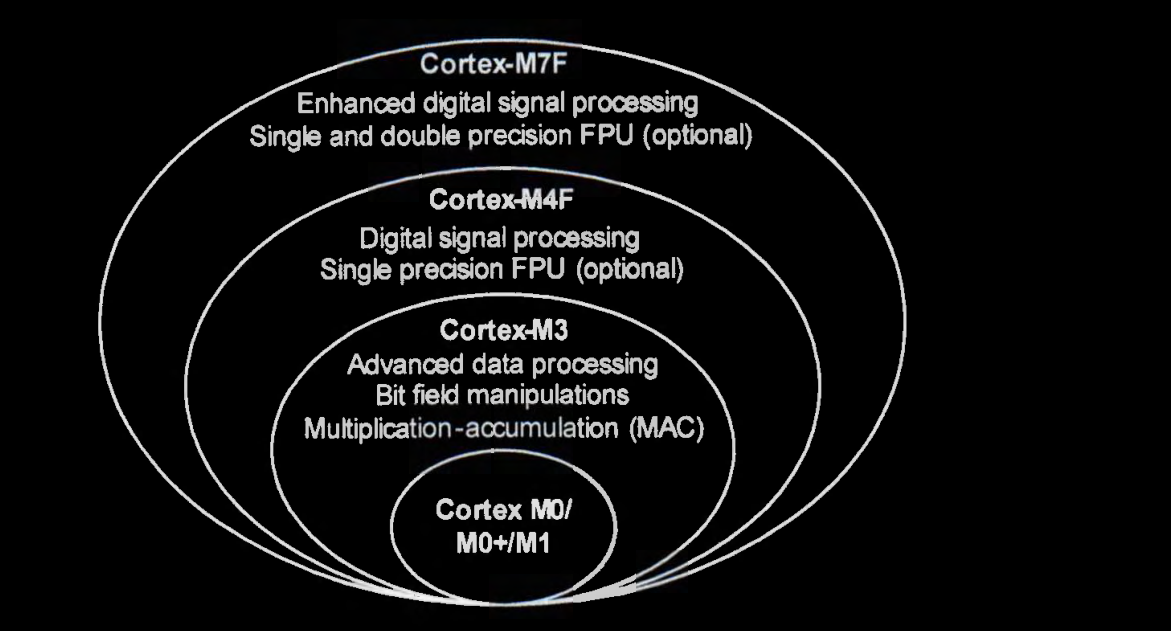 Cortex-M7F
Enhanced digital signal processing
Single and double precision FPU (optional)
Cortex-M4F
Digital signal processing
Single precision FPU (optional)
Cortex-M3
Advanced data processing
Bit field manipulations
Multiplication-accumulation (MAC)
Cortex M0/
M0+/M1